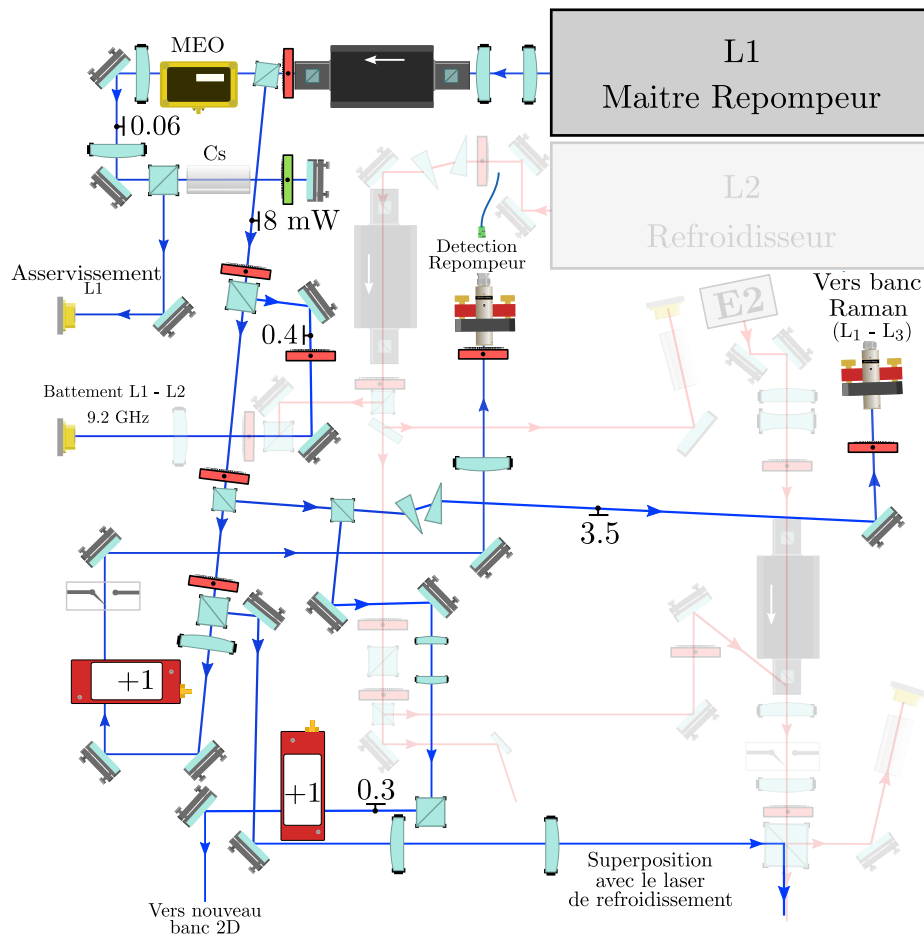 L1
Maitre Repompeur
MEO
0.06
Cs
L2
Refroidisseur
8 mW
Detection
Repompeur
Asservissement
L1
Vers banc
Raman
(L₁ - L₃)
E2
0.4
Battement L1 - L2
9.2 GHz
3.5
+1
+1
0.3
Superposition
avec le laser
de refroidissement
Vers nouveau
banc 2D